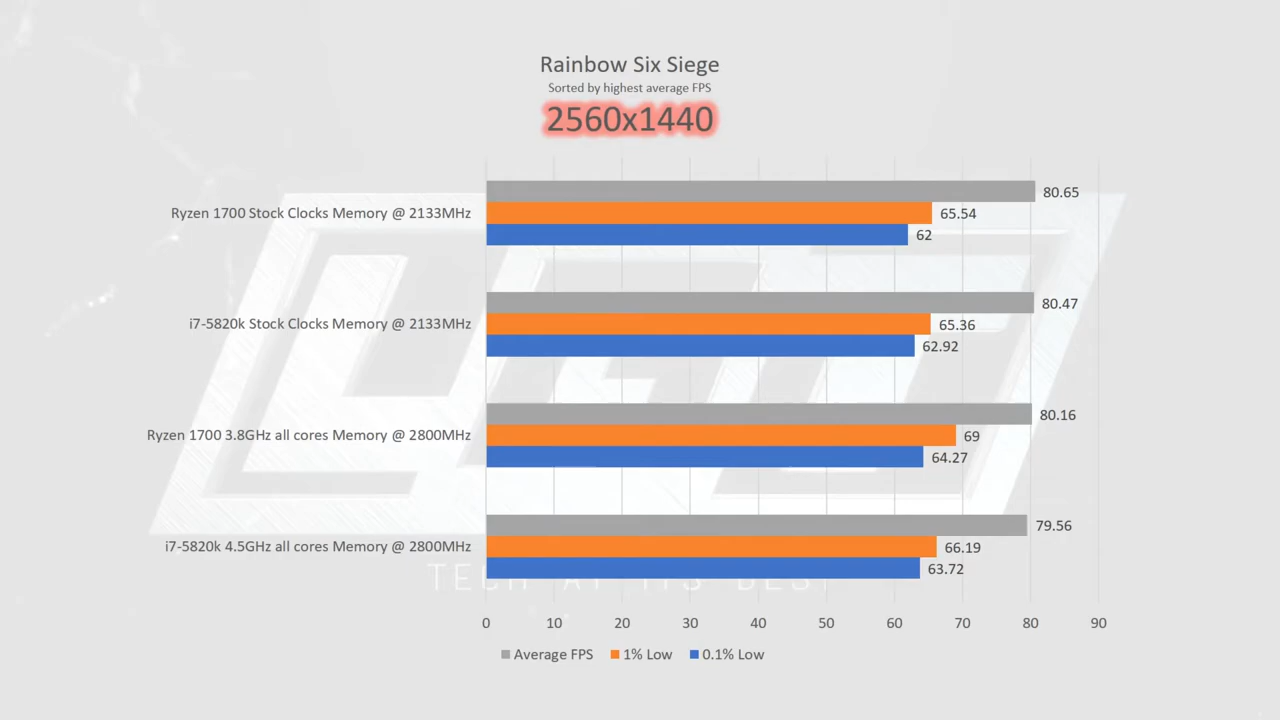 Rainbow Six Siege
Sorted by highest average FPS
2560x1440
Ryzen 1700 Stock Clocks Memory @ 2133MHz
80.65
65.54
62
i7-5820k Stock Clocks Memory @ 2133MHz
80.47
65.36
62.92
Ryzen 1700 3.8GHz all cores Memory @ 2800MHz
80.16
69
64.27
i7-5820k 4.5GHz all cores Memory @ 2800MHz
79.56
66.19
63.72
TECH AT ITS BEST
0 10 20 30 40 50 60 70 80 90
Average FPS 1% Low 0.1% Low